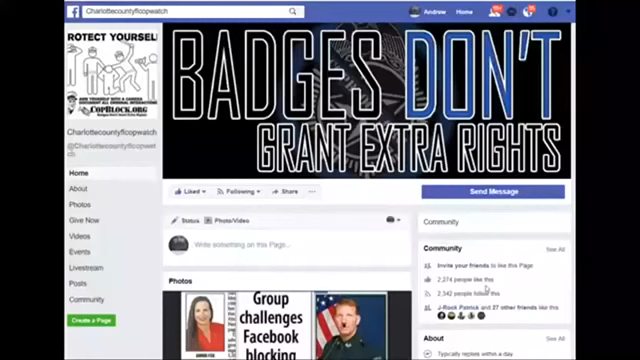 Charlottecountyflcopwatch
Andrew
Home
PROTECT YOURSELF
COPBLOCK.ORG
BADGES DON'T
GRANT EXTRA RIGHTS
Charlottecountyflcopwatch
@Charlottecountyflcopwat
ch
Home
About
Photos
Give Now
Videos
Events
Livestream
Posts
Community
Create a Page
Liked
Following
Share
Send Message
Status
Photo/Video
Write something on this Page...
Photos
Group
challenges
Facebook
blocking
Community
Community
See All
Invite your friends to like this Page
2,274 people like this
2,342 people follow this
J-Rock Patrick and 27 other friends like this
About
See All
Typically replies within a day